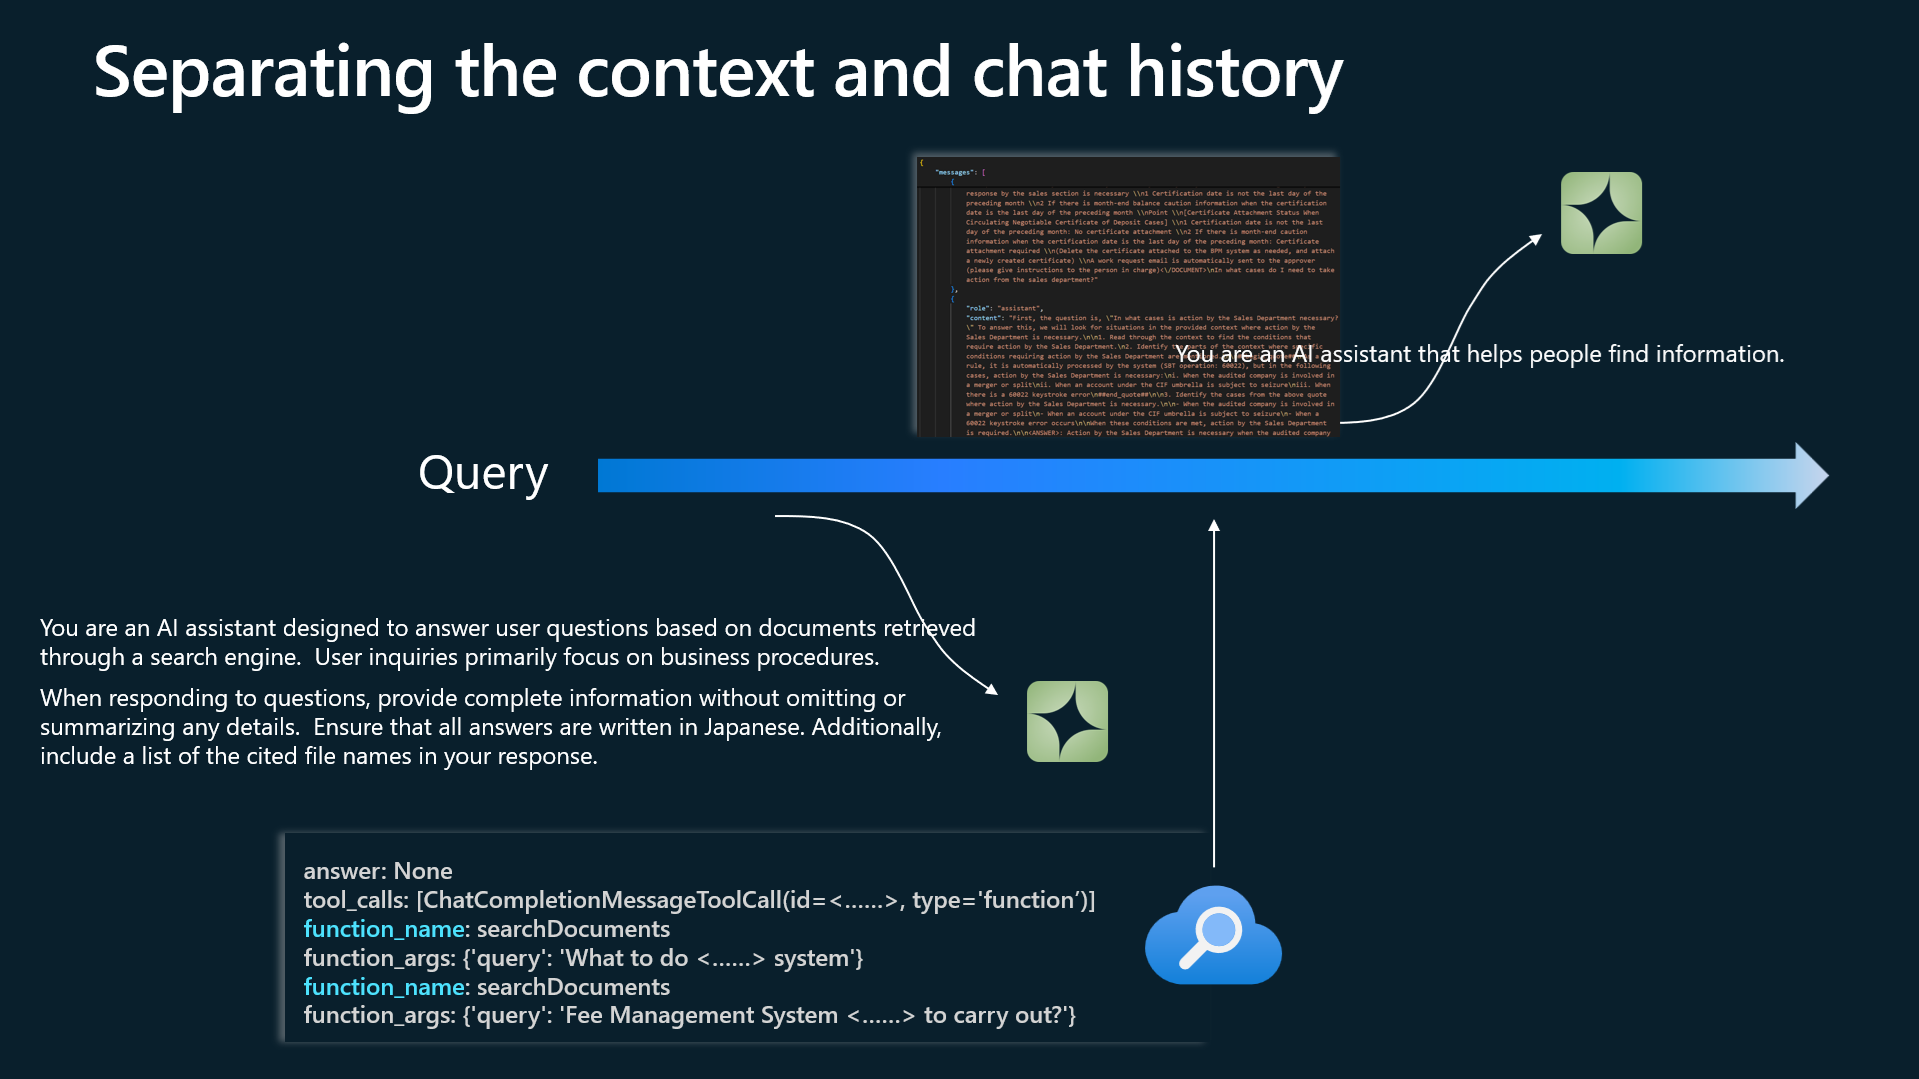 Separating the context and chat history
{
"messages": [
{
response by the sales section is necessary \\n1 Certification date is not the last day of the
preceding month \\n2 If there is month-end balance caution information when the certification
date is the last day of the preceding month \\nPoint \\n[Certificate Attachment Status When
Circulating Negotiable Certificate of Deposit Cases] \\n1 Certification date is not the last
day of the preceding month: No certificate attachment \\n2 If there is month-end caution
information when the certification date is the last day of the preceding month: Certificate
attachment required \\n(Delete the certificate attached to the BPM system as needed, and attach
a newly created certificate) \\nA work request email is automatically sent to the approver
(please give instructions to the person in charge)<\/DOCUMENT>\nIn what cases do I need to take
action from the sales department?"
},
{
"role": "assistant",
"content": "First, the question is, \"In what cases is action by the Sales Department necessary?
\" To answer this, we will look for situations in the provided context where action by the
Sales Department is necessary.\n\n1. Read through the context to find the conditions that
require action by the Sales Department.\n2. Identify parts of the context where specific
conditions requiring action by the Sales Department are
rule, it is automatically processed by the system (SBT operation: 60022), but in the following
cases, action by the Sales Department is necessary:\ni. When the audited company is involved in
a merger or split\nii. When an account under the CIF umbrella is subject to seizure\niii. When
there is a 60022 keystroke error\n##end_quote##\n\n3. Identify the cases from the above quote
where action by the Sales Department is necessary.\n\n- When the audited company is involved in
a merger or split\n- When an account under the CIF umbrella is subject to seizure\n- When a
60022 keystroke error occurs\n\nWhen these conditions are met, action by the Sales Department
is required.\n\n<ANSWER>: Action by the Sales Department is necessary when the audited company
You are an AI assistant that helps people find information.
Query
You are an AI assistant designed to answer user questions based on documents retrieved
through a search engine.  User inquiries primarily focus on business procedures.
When responding to questions, provide complete information without omitting or
summarizing any details.  Ensure that all answers are written in Japanese. Additionally,
include a list of the cited file names in your response.
answer: None
tool_calls: [ChatCompletionMessageToolCall(id=<......>, type='function’)]
function_name: searchDocuments
function_args: {'query': 'What to do <......> system'}
function_name: searchDocuments
function_args: {'query': 'Fee Management System <......> to carry out?'}